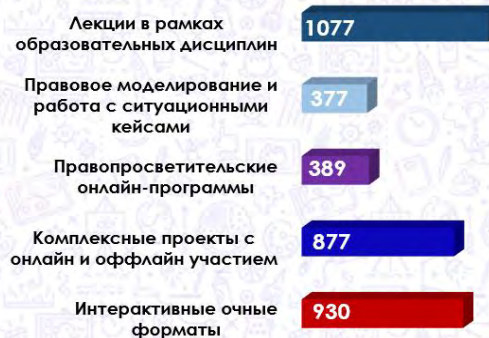 Лекции в рамках
образовательных дисциплин
1077
Правовое моделирование и
работа с ситуационными
кейсами
377
Правопросветительские
онлайн-программы
389
Комплексные проекты с
онлайн и оффлайн участием
877
Интерактивные очные
форматы
930